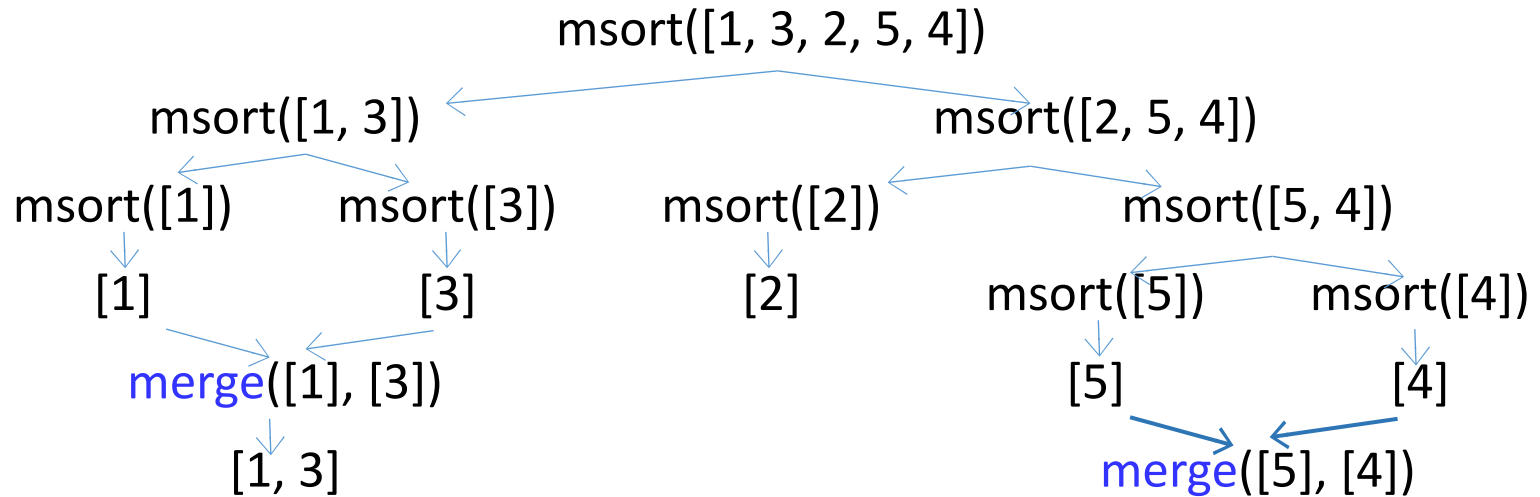 msort([1, 3, 2, 5, 4])
msort([1, 3]) msort([2, 5, 4])
msort([1]) msort([3]) msort([2]) msort([5, 4])
[1] [3] [2] msort([5]) msort([4])
merge([1], [3]) [5] [4]
[1, 3] merge([5], [4])